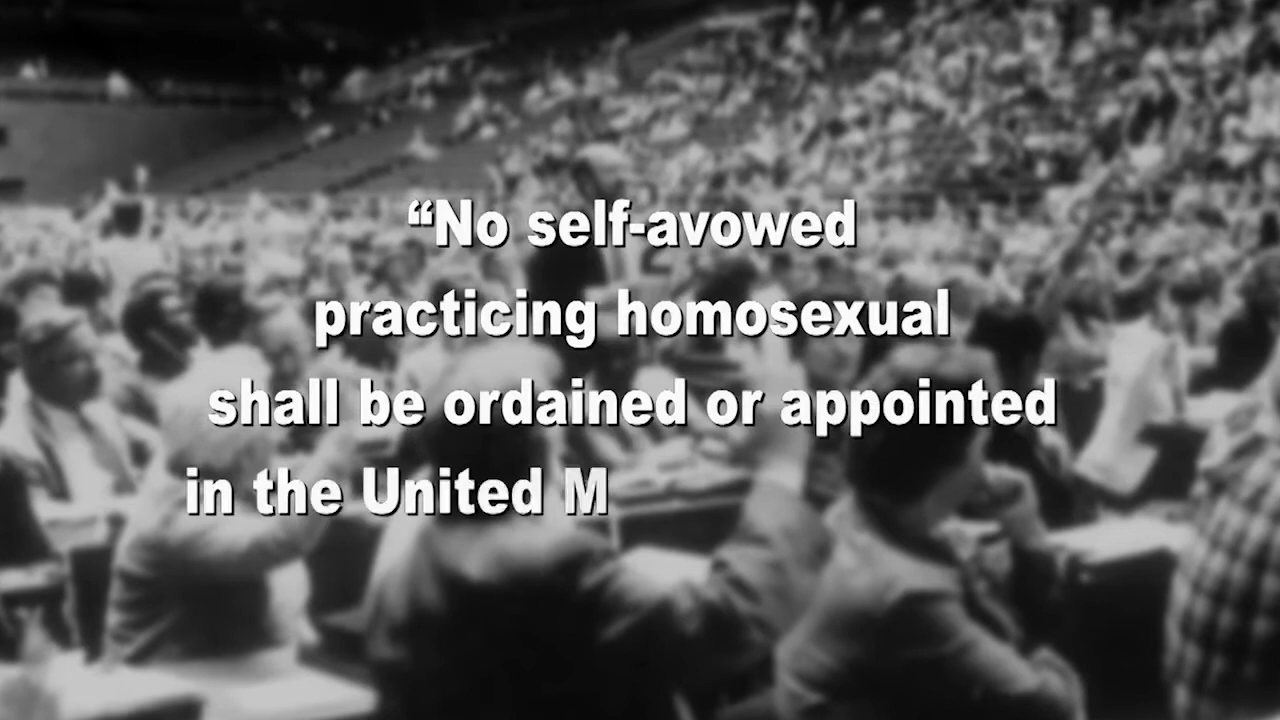 “No self-avowed
practicing homosexual
shall be ordained or appointed
in the United M